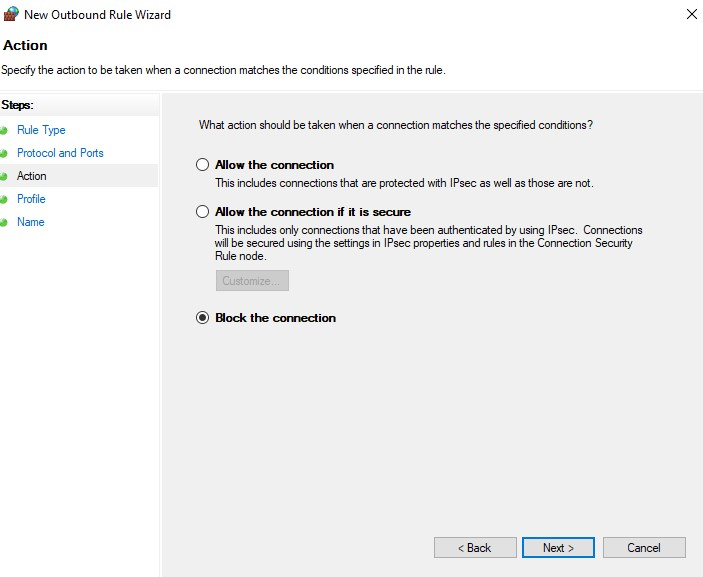 New Outbound Rule Wizard
Action
Specify the action to be taken when a connection matches the conditions specified in the rule.
Steps:
Rule Type
Protocol and Ports
Action
Profile
Name
What action should be taken when a connection matches the specified conditions?
Allow the connection
This includes connections that are protected with IPsec as well as those are not.
Allow the connection if it is secure
This includes only connections that have been authenticated by using IPsec. Connections
will be secured using the settings in IPsec properties and rules in the Connection Security
Rule node.
Customize...
Block the connection
< Back
Next >
Cancel